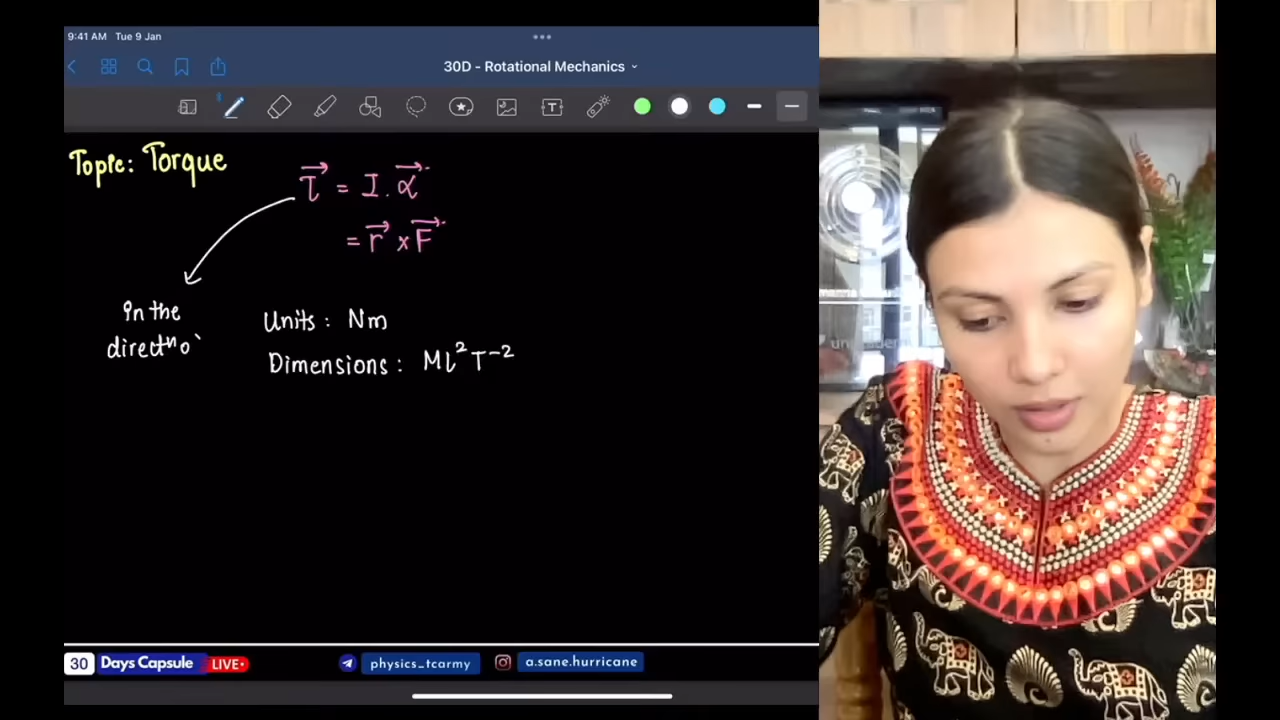 9:41 AM Tue 9 Jan
30D - Rotational Mechanics
Topic: Torque
τ⃗ = I . α⃗
= r⃗ × F⃗
in the
directno
Units : Nm
Dimensions : ML² T⁻²
30 Days Capsule LIVE
physics_tcarmy
a.sane.hurricane